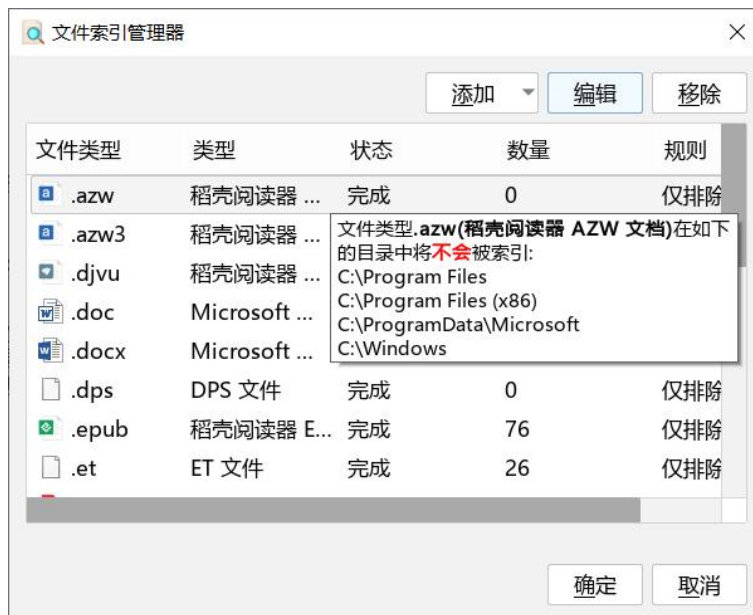 文件索引管理器
添加 编辑 移除
文件类型 类型 状态 数量 规则
.azw 稻壳阅读器 ... 完成 0 仅排除
.azw3 稻壳阅读器 ...
.djvu 稻壳阅读器 ...
.doc Microsoft ...
.docx Microsoft ...
文件类型.azw(稻壳阅读器 AZW 文档)在如下
的目录中将不会被索引:
C:\Program Files
C:\Program Files (x86)
C:\ProgramData\Microsoft
C:\Windows
.dps DPS 文件 完成 0 仅排除
.epub 稻壳阅读器 E... 完成 76 仅排除
.et ET 文件 完成 26 仅排除
确定 取消